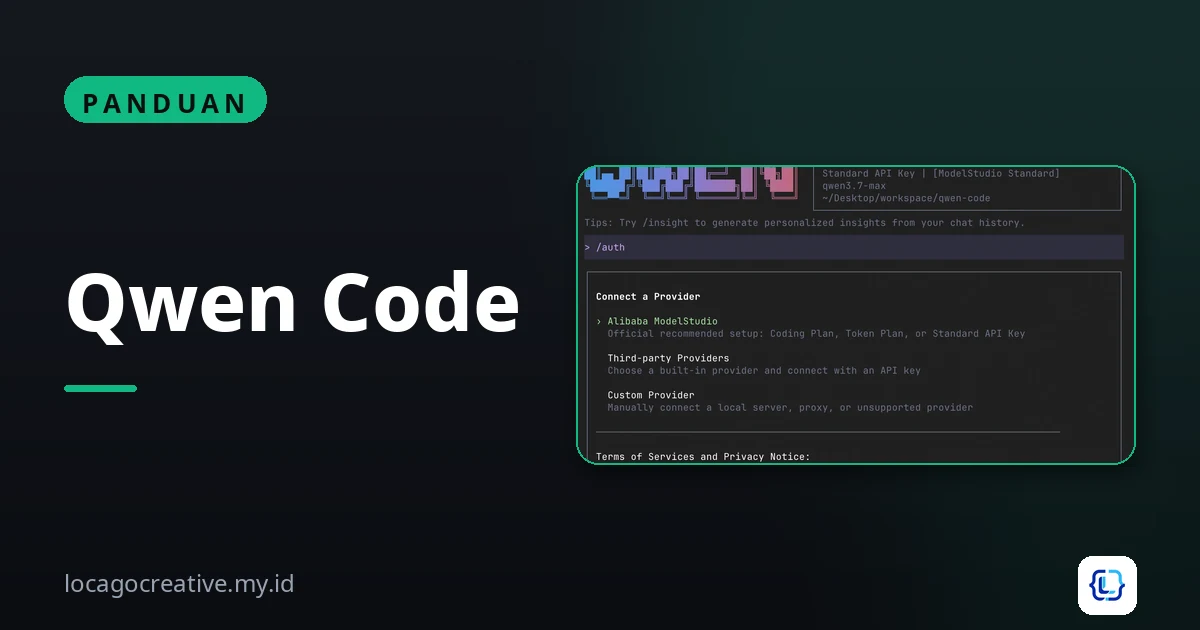 PANDUAN
Qwen Code
QWEN
Standard API Key | [ModelStudio Standard]
qwen3.7-max
~/Desktop/workspace/qwen-code
Tips: Try /insight to generate personalized insights from your chat history.
> /auth
Connect a Provider
› Alibaba ModelStudio
Official recommended setup: Coding Plan, Token Plan, or Standard API Key
Third-party Providers
Choose a built-in provider and connect with an API key
Custom Provider
Manually connect a local server, proxy, or unsupported provider
Terms of Services and Privacy Notice:
locagocreative.my.id